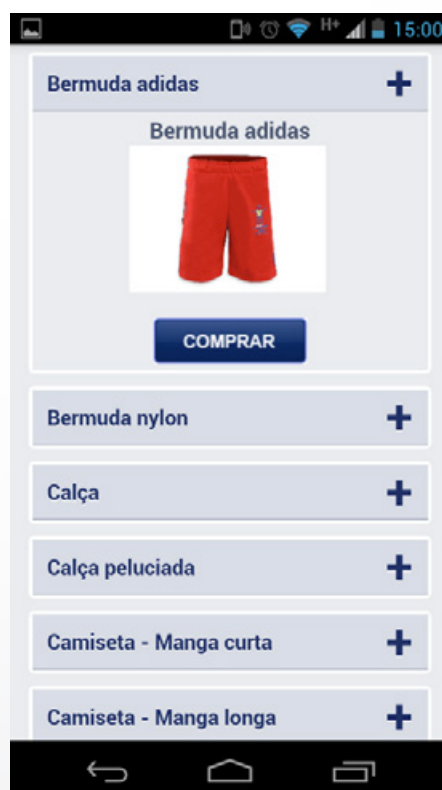 H+ 15:00
Bermuda adidas
Bermuda adidas
COMPRAR
Bermuda nylon
Calça
Calça peluciada
Camiseta - Manga curta
Camiseta - Manga longa